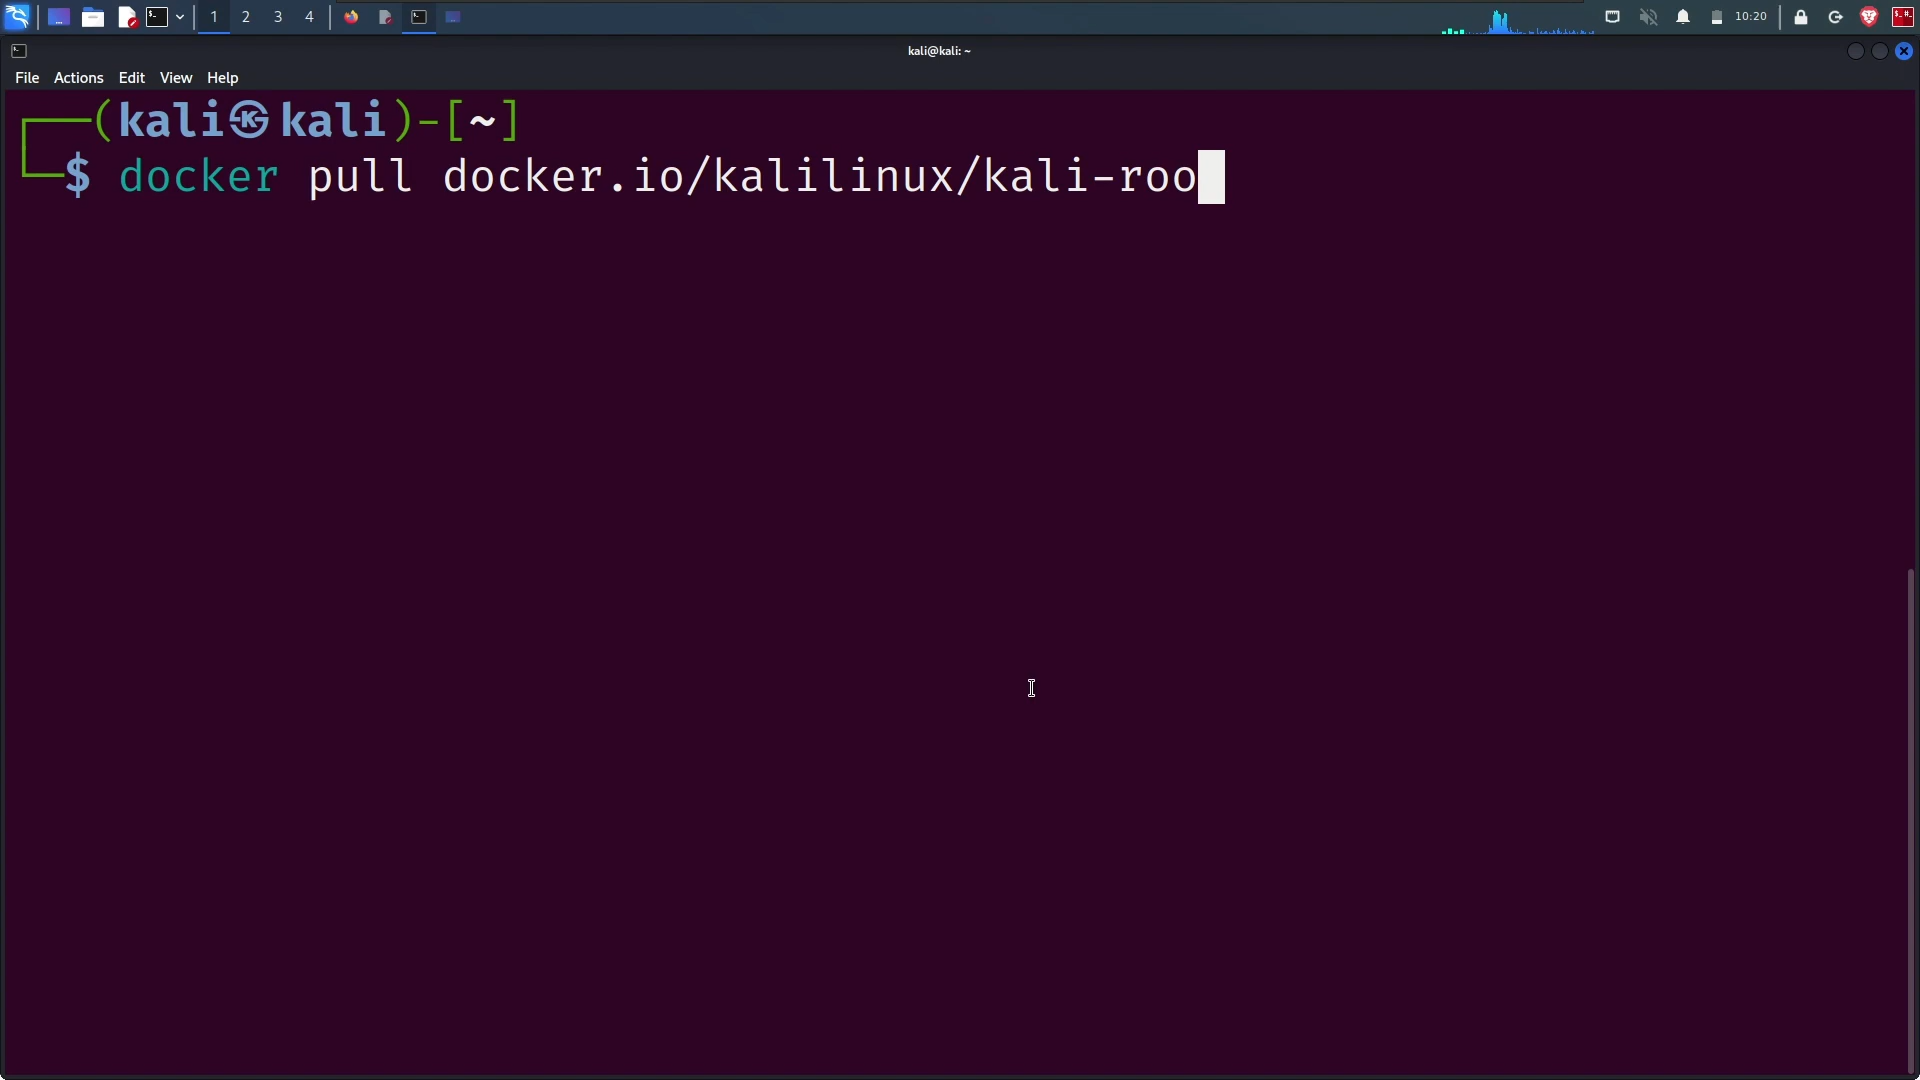 1 2 3 4 10:20
kali@kali: ~
File Actions Edit View Help
┌──(kali㉿kali)-[~]
└─$ docker pull docker.io/kalilinux/kali-roo